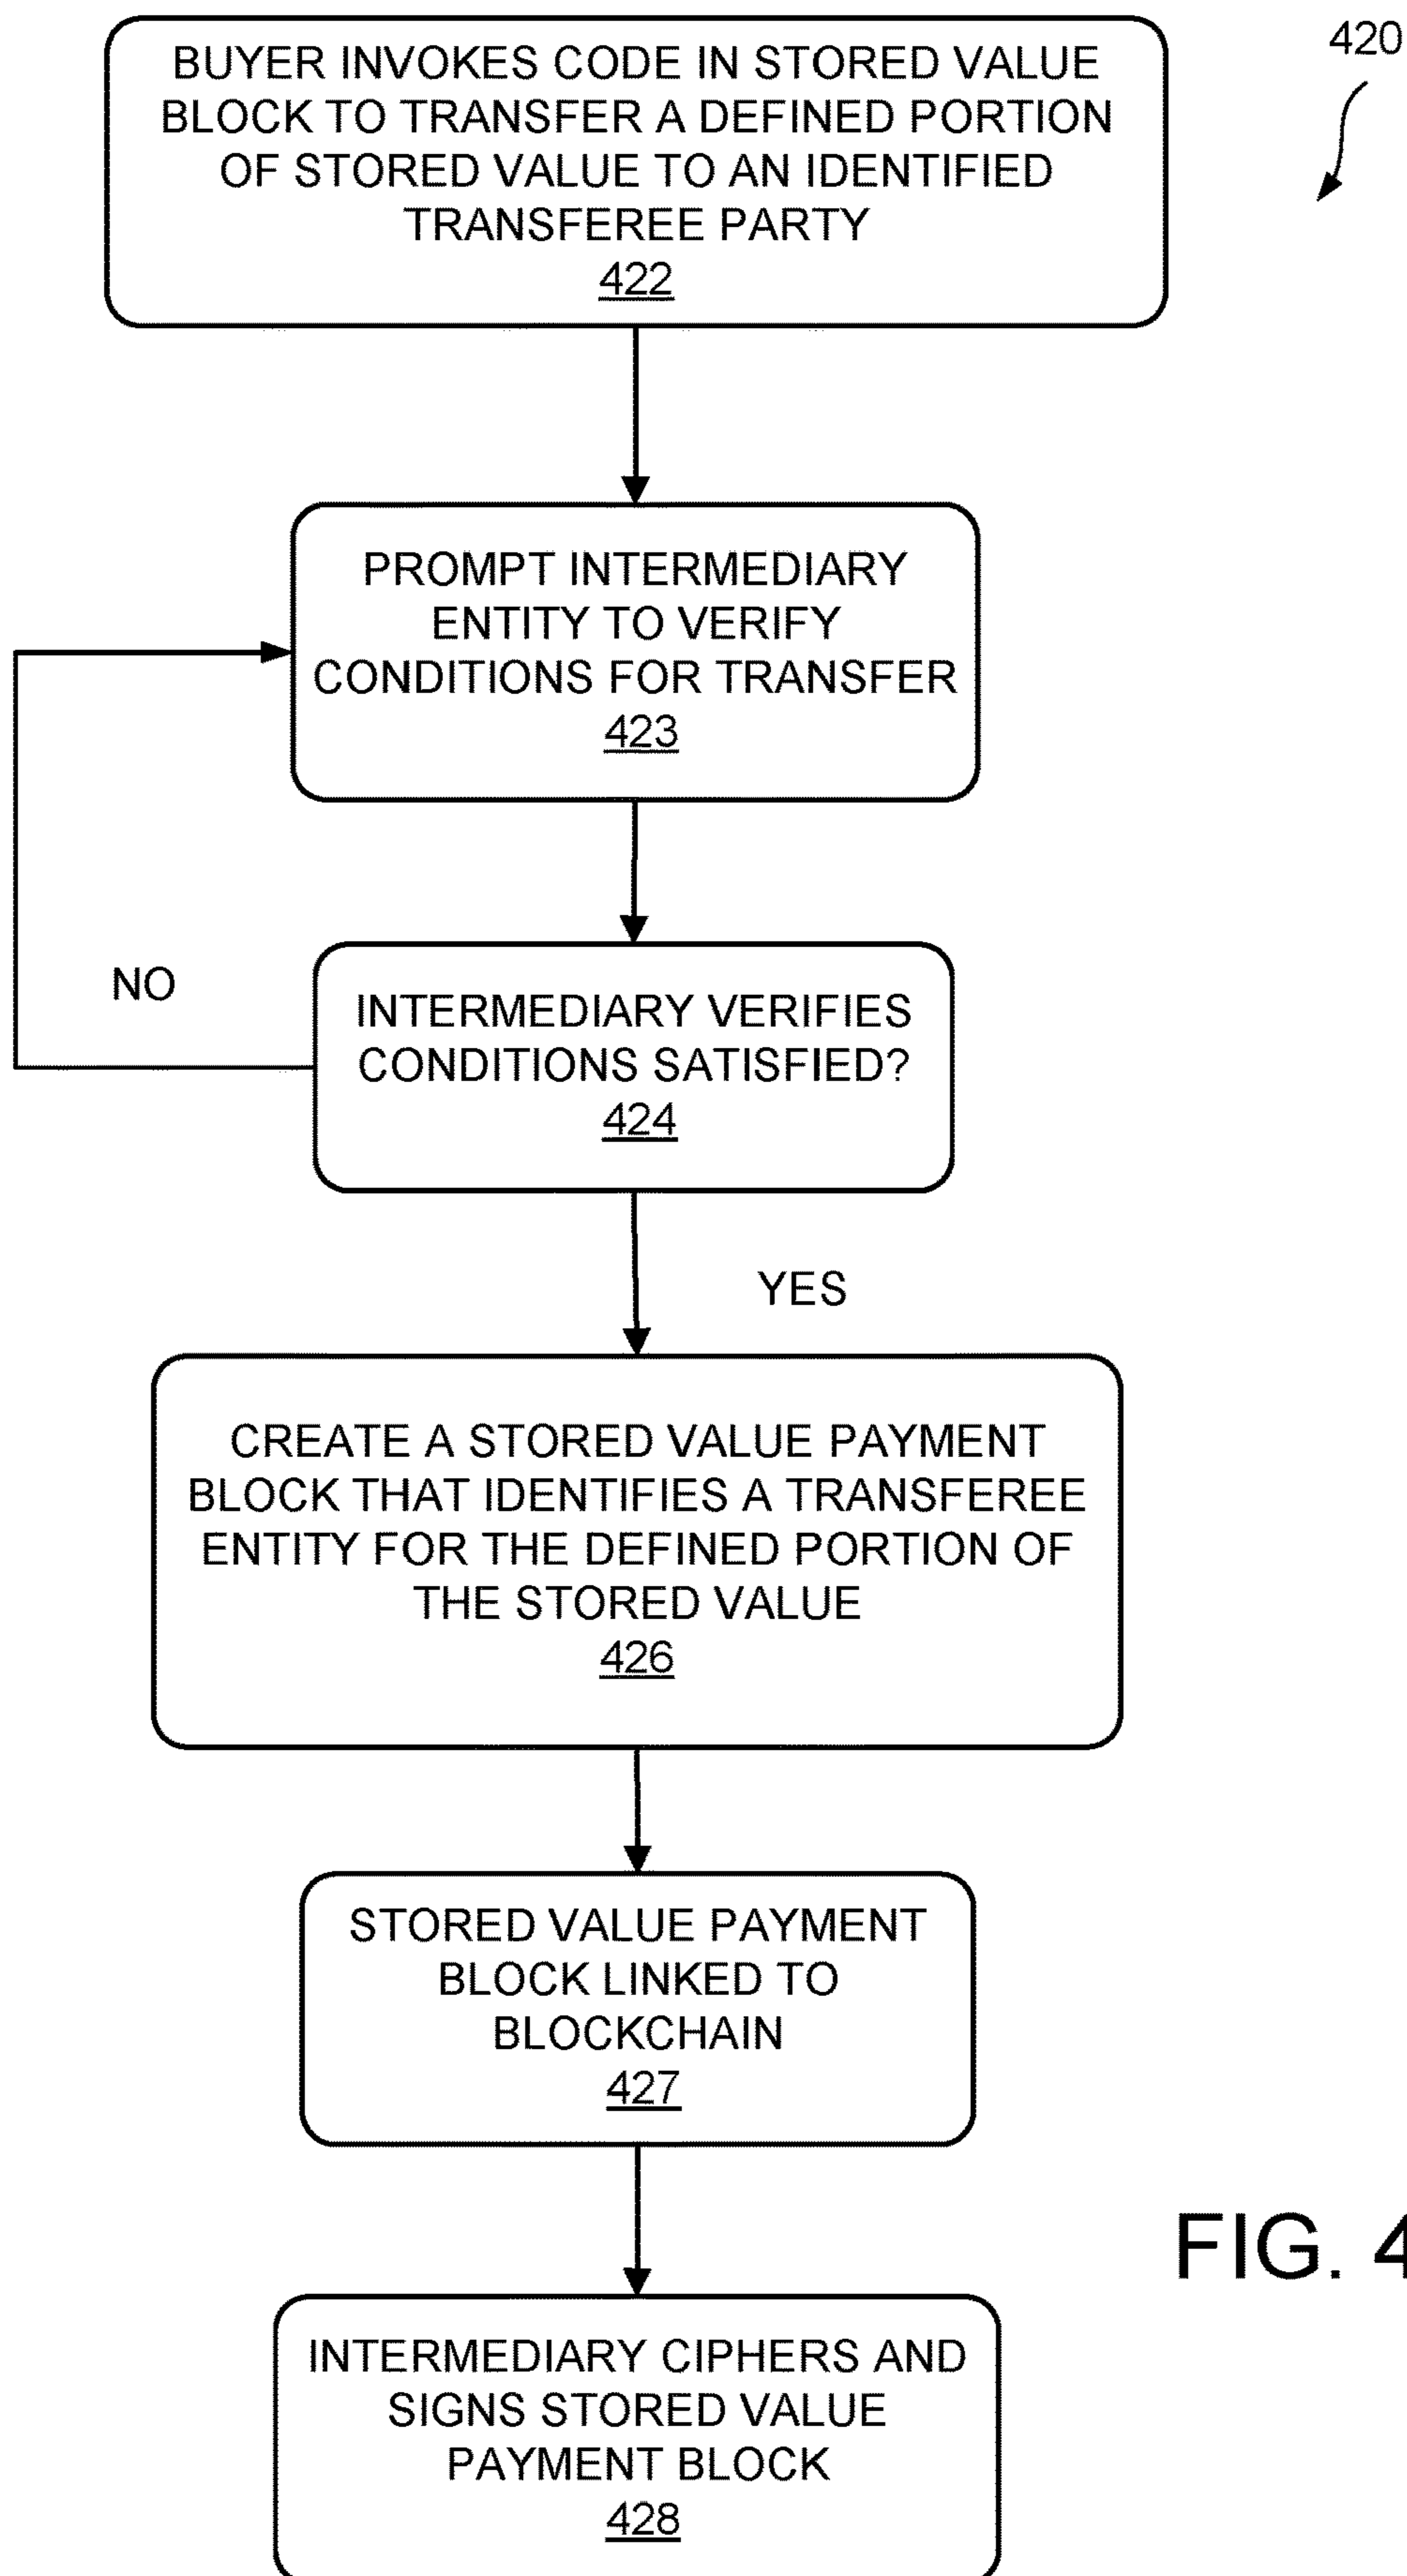 420
BUYER INVOKES CODE IN STORED VALUE
BLOCK TO TRANSFER A DEFINED PORTION
OF STORED VALUE TO AN IDENTIFIED
TRANSFEREE PARTY
422
PROMPT INTERMEDIARY
ENTITY TO VERIFY
CONDITIONS FOR TRANSFER
423
NO
INTERMEDIARY VERIFIES
CONDITIONS SATISFIED?
424
YES
CREATE A STORED VALUE PAYMENT
BLOCK THAT IDENTIFIES A TRANSFEREE
ENTITY FOR THE DEFINED PORTION OF
THE STORED VALUE
426
STORED VALUE PAYMENT
BLOCK LINKED TO
BLOCKCHAIN
427
FIG. 4
INTERMEDIARY CIPHERS AND
SIGNS STORED VALUE
PAYMENT BLOCK
428